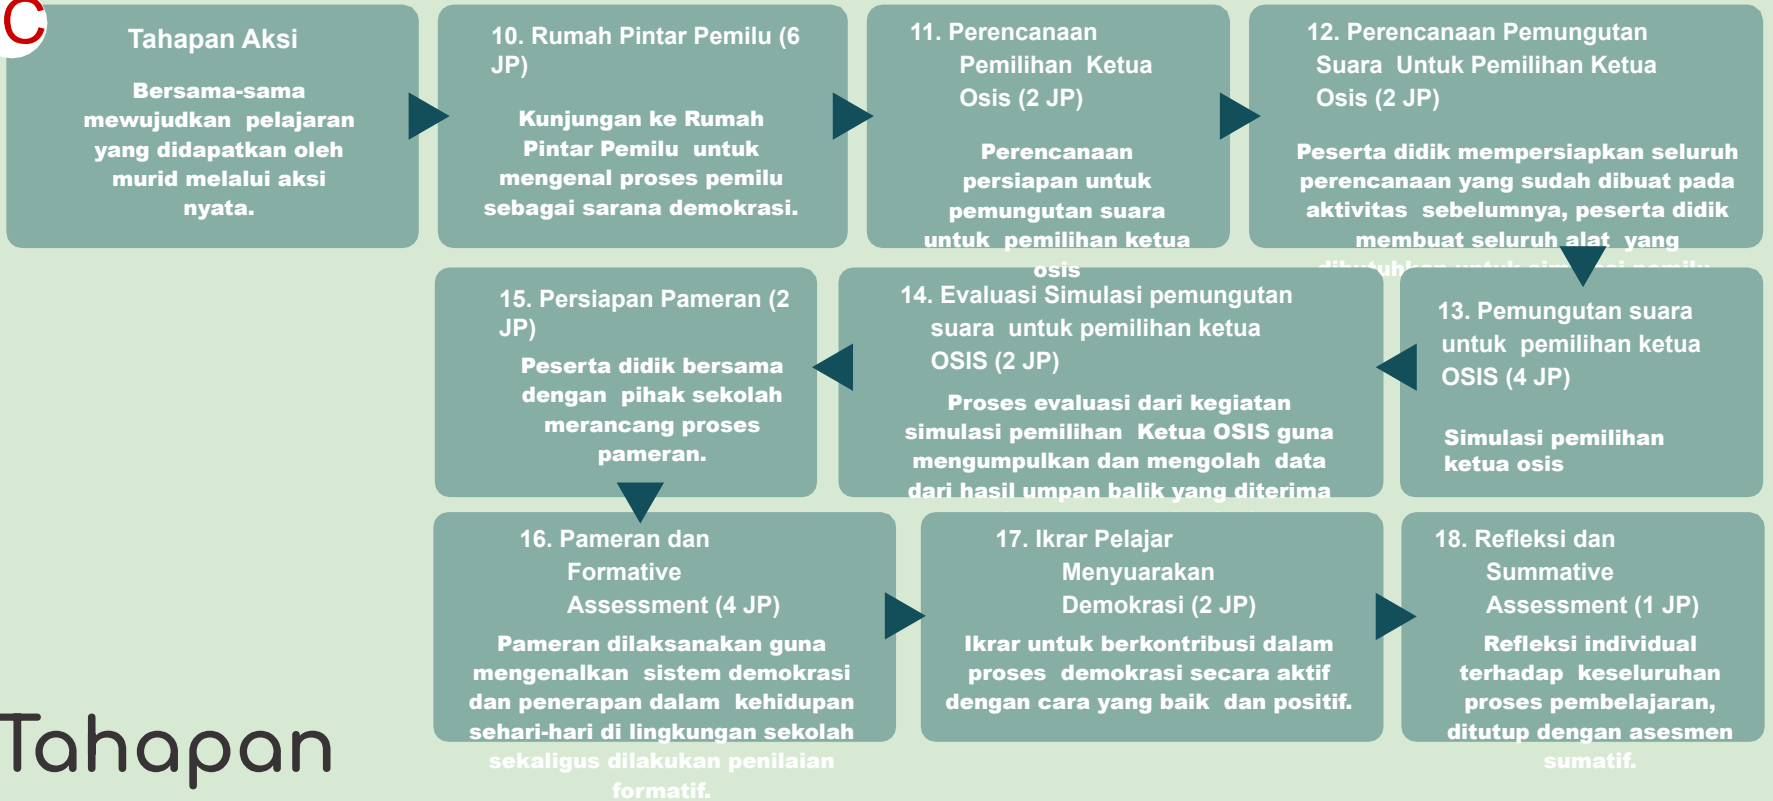 C
Tahapan Aksi
Bersama-sama
mewujudkan pelajaran
yang didapatkan oleh
murid melalui aksi
nyata.
10. Rumah Pintar Pemilu (6
JP)
Kunjungan ke Rumah
Pintar Pemilu untuk
mengenal proses pemilu
sebagai sarana demokrasi.
11. Perencanaan
Pemilihan Ketua
Osis (2 JP)
Perencanaan
persiapan untuk
pemungutan suara
untuk pemilihan ketua
osis
12. Perencanaan Pemungutan
Suara Untuk Pemilihan Ketua
Osis (2 JP)
Peserta didik mempersiapkan seluruh
perencanaan yang sudah dibuat pada
aktivitas sebelumnya, peserta didik
membuat seluruh alat yang
13. Pemungutan suara
untuk pemilihan ketua
OSIS (4 JP)
Simulasi pemilihan
ketua osis
14. Evaluasi Simulasi pemungutan
suara untuk pemilihan ketua
OSIS (2 JP)
Proses evaluasi dari kegiatan
simulasi pemilihan Ketua OSIS guna
mengumpulkan dan mengolah data
dari hasil umpan balik yang diterima
15. Persiapan Pameran (2
JP)
Peserta didik bersama
dengan pihak sekolah
merancang proses
pameran.
16. Pameran dan
Formative
Assessment (4 JP)
Pameran dilaksanakan guna
mengenalkan sistem demokrasi
dan penerapan dalam kehidupan
sehari-hari di lingkungan sekolah
sekaligus dilakukan penilaian
formatif.
17. Ikrar Pelajar
Menyuarakan
Demokrasi (2 JP)
Ikrar untuk berkontribusi dalam
proses demokrasi secara aktif
dengan cara yang baik dan positif.
18. Refleksi dan
Summative
Assessment (1 JP)
Refleksi individual
terhadap keseluruhan
proses pembelajaran,
ditutup dengan asesmen
sumatif.
Tahapan